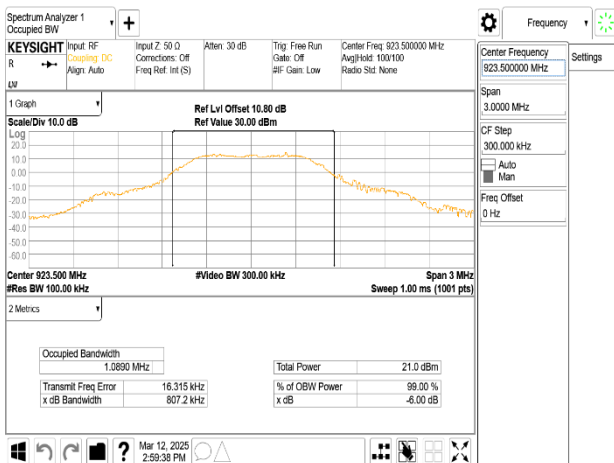 Spectrum Analyzer 1
Occupied BW
Frequency
KEYSIGHT
R
Input: RF
Coupling: DC
Align: Auto
Input Z: 50 Ω
Corrections: Off
Freq Ref: Int (S)
Atten: 30 dB
Trig: Free Run
Gate: Off
#IF Gain: Low
Center Freq: 923.500000 MHz
Avg|Hold: 100/100
Radio Std: None
Center Frequency
923.500000 MHz
Settings
Span
3.0000 MHz
CF Step
300.000 kHz
Auto
Man
Freq Offset
0 Hz
1 Graph
Scale/Div 10.0 dB
Ref Lvl Offset 10.80 dB
Ref Value 30.00 dBm
Log
20.0
10.0
0.00
-10.0
-20.0
-30.0
-40.0
-50.0
-60.0
Center 923.500 MHz
#Video BW 300.00 kHz
Span 3 MHz
#Res BW 100.00 kHz
Sweep 1.00 ms (1001 pts)
2 Metrics
Occupied Bandwidth
1.0890 MHz
Total Power 21.0 dBm
Transmit Freq Error 16.315 kHz
% of OBW Power 99.00 %
x dB Bandwidth 807.2 kHz
x dB -6.00 dB
?
Mar 12, 2025
2:59:38 PM